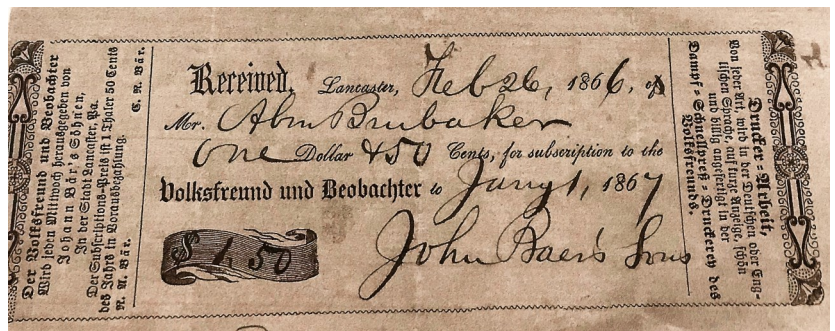 Der Volksfreund und Beobachter
Wird jeden Mittwoch herausgegeben von
Johann Bär's Söhnen,
In der Stadt Lancaster, Pa.
Der Subscriptions-Preis ist 1 Thaler 50 Cents
des Jahrs in Vorausbezahlung.
R. R. Bär. C. R. Bär.
Received, Lancaster, Feb 26, 1866, of
Mr. Abm Brubaker
One Dollar & 50 Cents, for subscription to the
Volksfreund und Beobachter to Jany 1, 1867
$ 1,50
John Baer's Sons
Drucker-Arbeit,
Von jeder Art, wird in der Deutschen oder Eng-
lischen Sprache, auf kurze Anzeige, schön
und billig angefertigt in der
Dampf-Schnellpreß-Druckerey des
Volksfreunds.